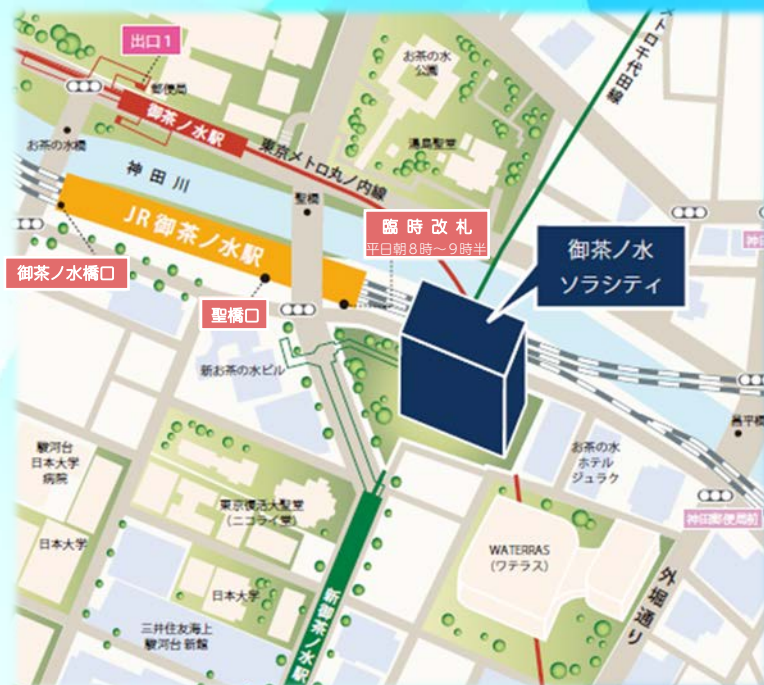 出口1
郵便局
御茶ノ水駅
お茶の水橋
神田川
東京メトロ丸ノ内線
お茶の水
公園
湯島聖堂
メトロ千代田線
聖橋
JR御茶ノ水駅
臨時改札
平日朝8時~9時半
御茶ノ水
ソラシティ
御茶ノ水橋口
聖橋口
新お茶の水ビル
昌平橋
お茶の水
ホテル
ジュラク
駿河台
日本大学
病院
東京復活大聖堂
(ニコライ堂)
日本大学
日本大学
三井住友海上
駿河台 新館
新御茶ノ水駅
WATERRAS
(ワテラス)
神田郵便局前
外堀通り